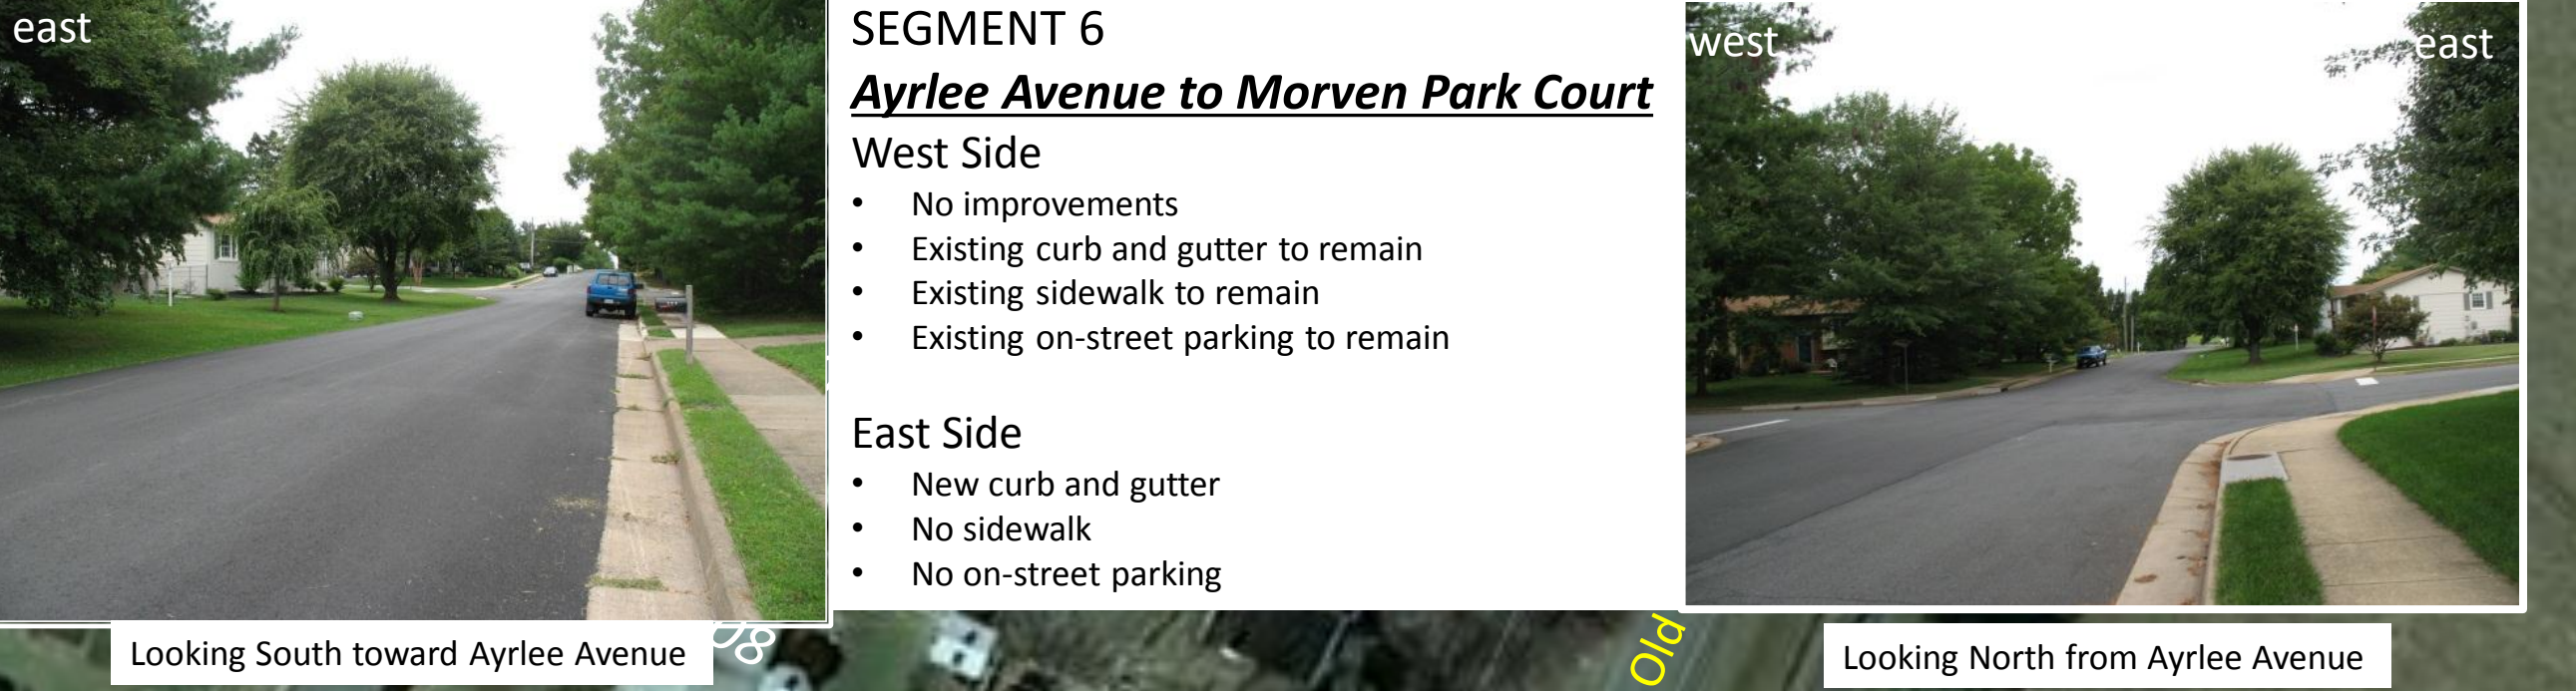 east
SEGMENT 6
Ayrlee Avenue to Morven Park Court
West Side
• No improvements
• Existing curb and gutter to remain
• Existing sidewalk to remain
• Existing on-street parking to remain
East Side
• New curb and gutter
• No sidewalk
• No on-street parking
west
east
Looking South toward Ayrlee Avenue
Old
Looking North from Ayrlee Avenue